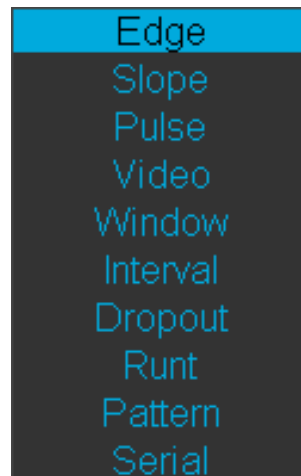 Edge
Slope
Pulse
Video
Window
Interval
Dropout
Runt
Pattern
Serial